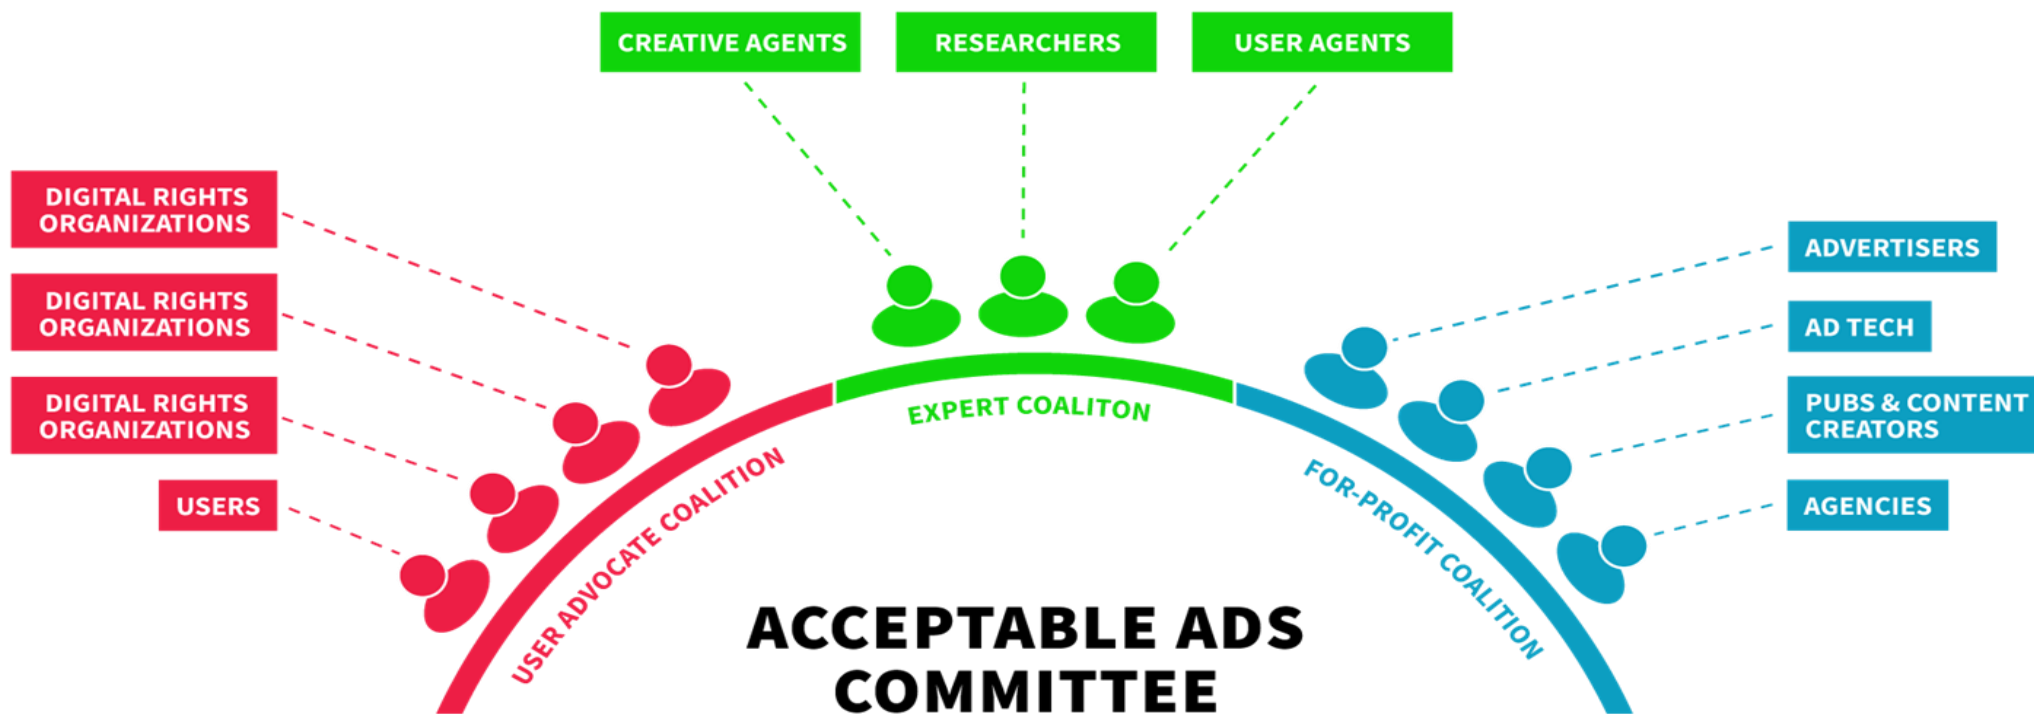 CREATIVE AGENTS
RESEARCHERS
USER AGENTS
DIGITAL RIGHTS
ORGANIZATIONS
DIGITAL RIGHTS
ORGANIZATIONS
DIGITAL RIGHTS
ORGANIZATIONS
USERS
ADVERTISERS
AD TECH
PUBS & CONTENT
CREATORS
AGENCIES
USER ADVOCATE COALITION
EXPERT COALITON
FOR-PROFIT COALITION
ACCEPTABLE ADS
COMMITTEE